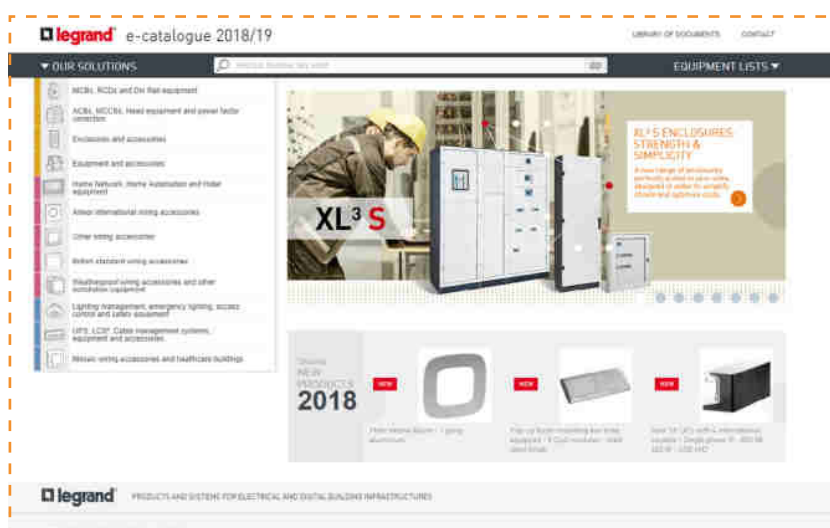 legrand e-catalogue 2018/19
LIBRARY OF DOCUMENTS CONTACT
OUR SOLUTIONS
EQUIPMENT LISTS
MCBs, RCDs and Din Rail equipment
ACBs, MCCBs, Head equipment and power factor
correction
Enclosures and accessories
Equipment and accessories
Home Network, Home Automation and Hotel
equipment
Arteor international wiring accessories
Other wiring accessories
British standard wiring accessories
Weatherproof wiring accessories and other
installation equipment
Lighting management, emergency lighting, access
control and safety equipment
UPS, LCS², Cable management systems,
equipment and accessories
Mosaic wiring accessories and healthcare buildings
XL³ S
XL³ S ENCLOSURES
STRENGTH &
SIMPLICITY
A new range of enclosures
NEW
PRODUCTS
2018
NEW
NEW
NEW
aluminium
legrand PRODUCTS AND SYSTEMS FOR ELECTRICAL AND DIGITAL BUILDING INFRASTRUCTURES